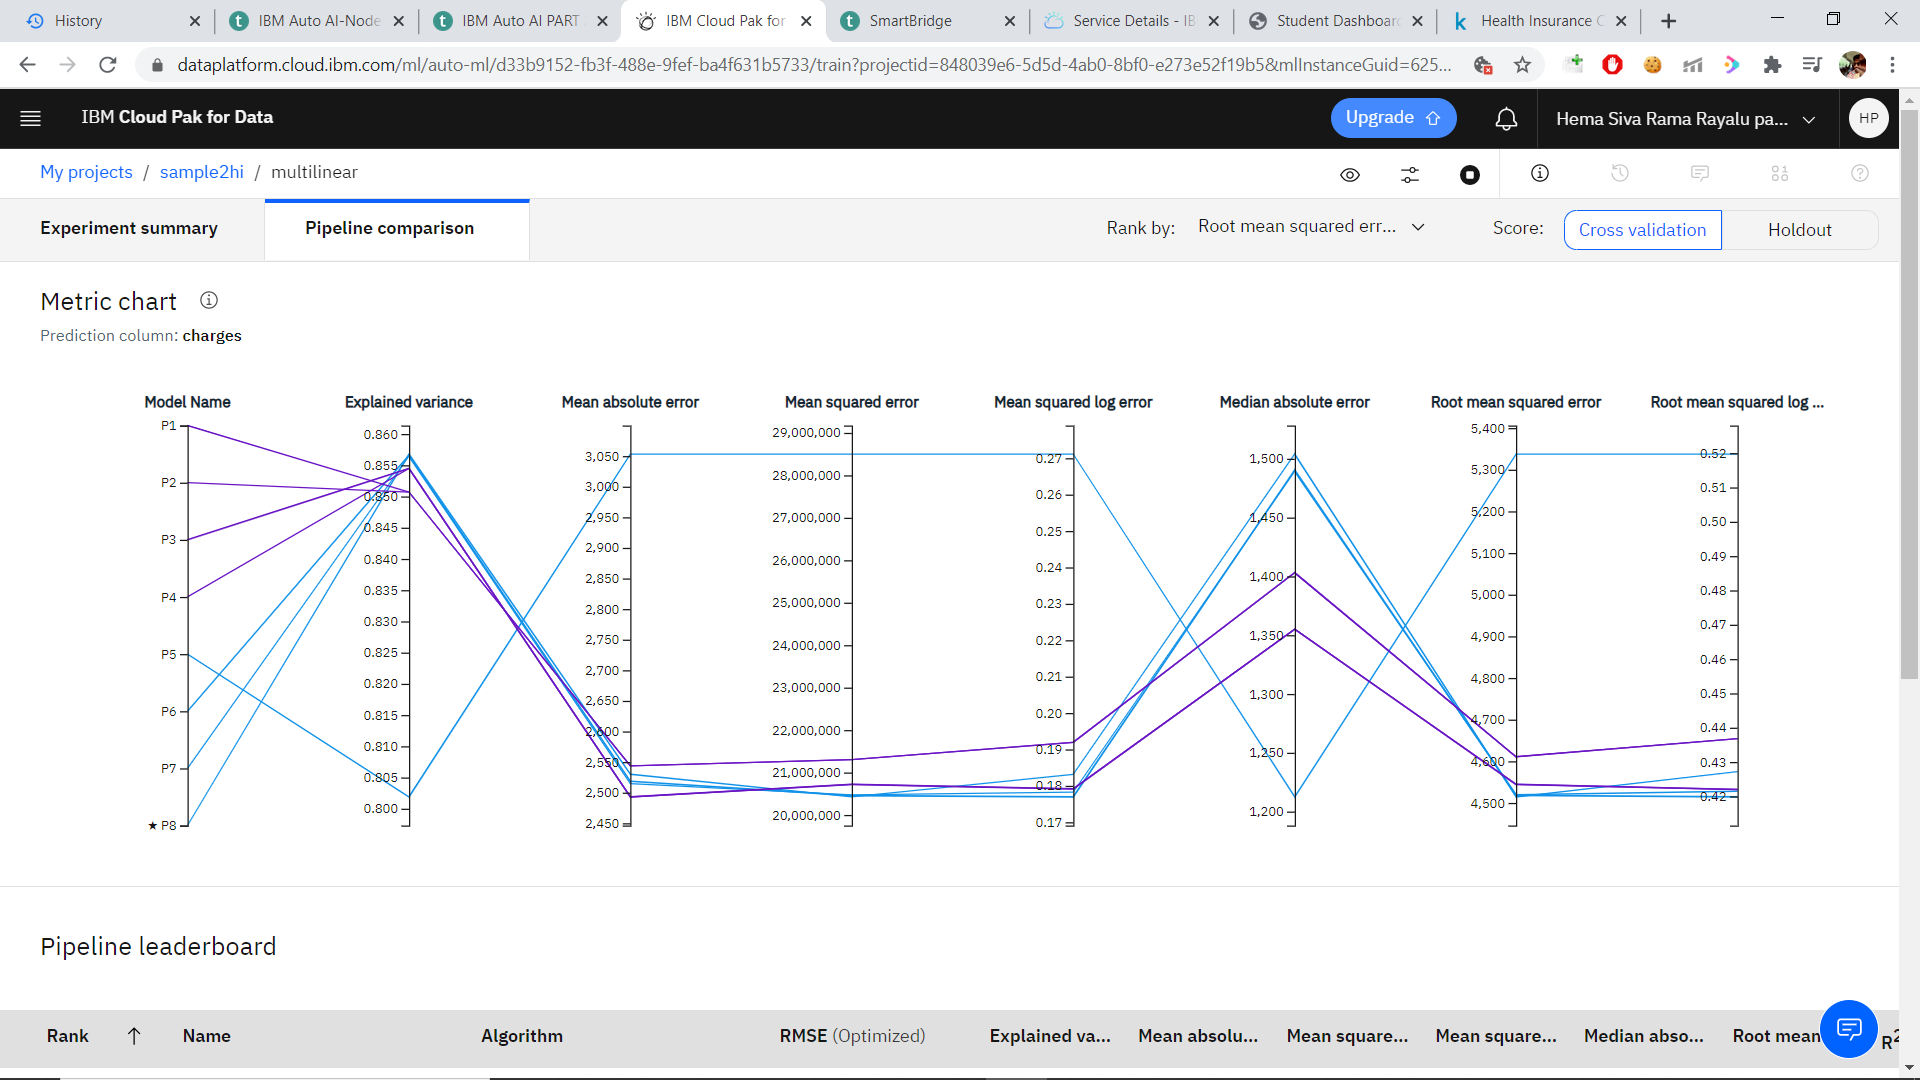 History
IBM Auto AI-Node
IBM Auto AI PART
IBM Cloud Pak for
SmartBridge
Service Details - IB
Student Dashboard
Health Insurance C
dataplatform.cloud.ibm.com/ml/auto-ml/d33b9152-fb3f-488e-9fef-ba4f631b5733/train?projectid=848039e6-5d5d-4ab0-8bf0-e273e52f19b5&mlInstanceGuid=625...
IBM Cloud Pak for Data
Upgrade
Hema Siva Rama Rayalu pa...
HP
My projects / sample2hi / multilinear
Experiment summary
Pipeline comparison
Rank by: Root mean squared err...
Score: Cross validation Holdout
Metric chart
Prediction column: charges
Model Name
P1
P2
P3
P4
P5
P6
P7
★ P8
Explained variance
0.860
0.855
0.850
0.845
0.840
0.835
0.830
0.825
0.820
0.815
0.810
0.805
0.800
Mean absolute error
3,050
3,000
2,950
2,900
2,850
2,800
2,750
2,700
2,650
2,600
2,550
2,500
2,450
Mean squared error
29,000,000
28,000,000
27,000,000
26,000,000
25,000,000
24,000,000
23,000,000
22,000,000
21,000,000
20,000,000
Mean squared log error
0.27
0.26
0.25
0.24
0.23
0.22
0.21
0.20
0.19
0.18
0.17
Median absolute error
1,500
1,450
1,400
1,350
1,300
1,250
1,200
Root mean squared error
5,400
5,300
5,200
5,100
5,000
4,900
4,800
4,700
4,600
4,500
Root mean squared log ...
0.52
0.51
0.50
0.49
0.48
0.47
0.46
0.45
0.44
0.43
0.42
Pipeline leaderboard
Rank ↑ Name Algorithm RMSE (Optimized) Explained va... Mean absolu... Mean square... Mean square... Median abso... Root mean R²